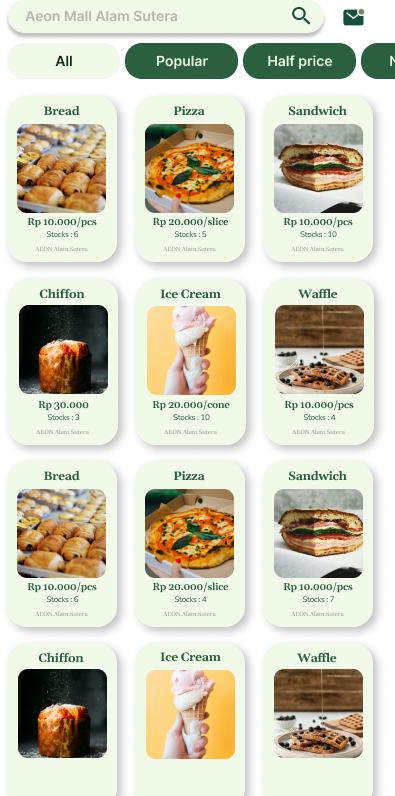 Aeon Mall Alam Sutera
All Popular Half price N
Bread Pizza Sandwich
Rp 10.000/pcs Rp 20.000/slice Rp 10.000/pcs
Stocks : 6 Stocks : 5 Stocks : 10
AEON Alam Sutera AEON Alam Sutera AEON Alam Sutera
Chiffon Ice Cream Waffle
Rp 30.000 Rp 20.000/cone Rp 10.000/pcs
Stocks ; 3 Stocks : 10 Stocks : 4
AEON Alam Sutera AEON Alam Sutera AEON Alam Sutera
Bread Pizza Sandwich
Rp 10.000/pcs Rp 20.000/slice Rp 10.000/pcs
Stocks : 6 Stocks : 4 Stocks : 7
AEON Alam Sutera AEON Alam Sutera AEON Alam Sutera
Chiffon Ice Cream Waffle